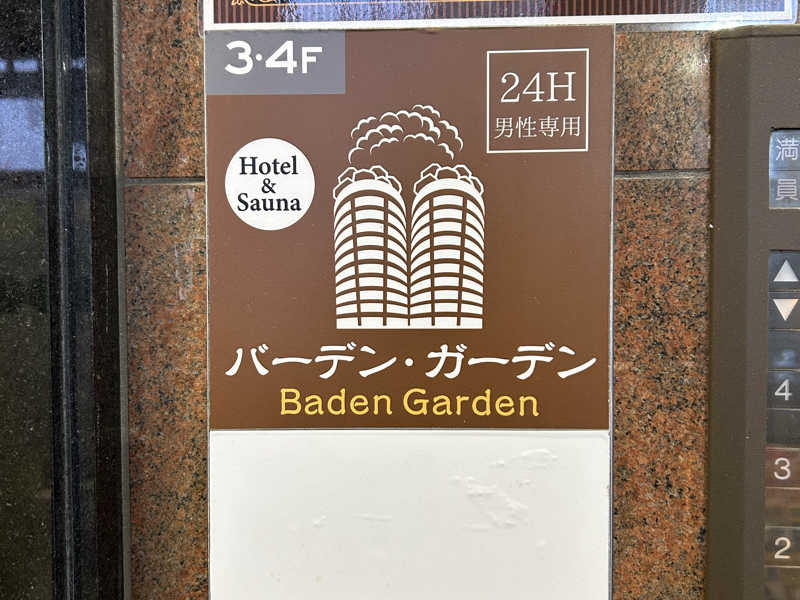 3・4F
24H
男性専用
Hotel
&
Sauna
バーデン・ガーデン
Baden Garden
満
員
▲
▼
4
3
2